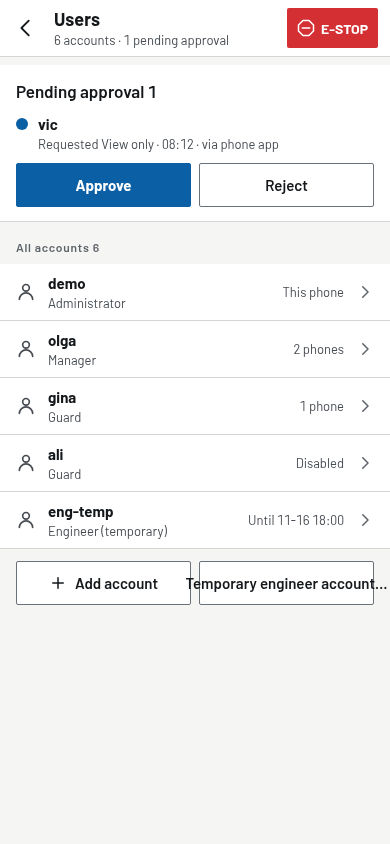 Users
6 accounts · 1 pending approval
E-STOP
Pending approval 1
vic
Requested View only · 08:12 · via phone app
Approve
Reject
All accounts 6
demo
Administrator
This phone
olga
Manager
2 phones
gina
Guard
1 phone
ali
Guard
Disabled
eng-temp
Engineer (temporary)
Until 11-16 18:00
Add account
Temporary engineer account…